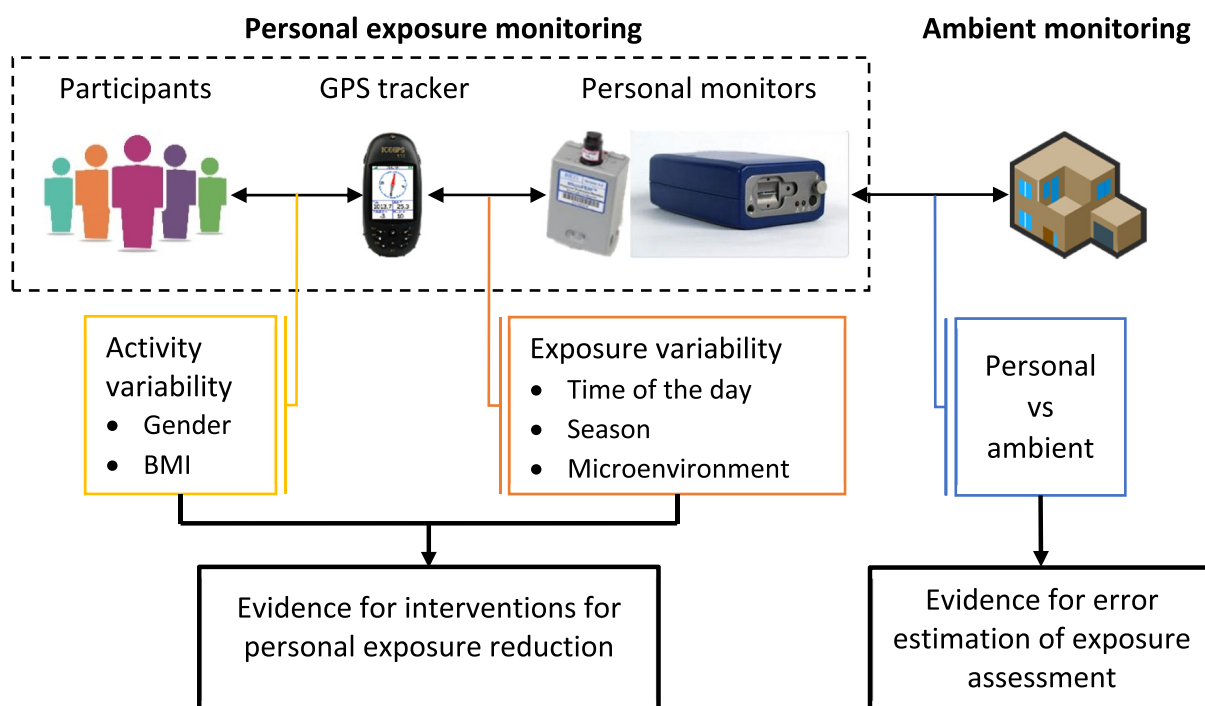 Personal exposure monitoring
Ambient monitoring
Participants
GPS tracker
Personal monitors
Activity
variability
• Gender
• BMI
Exposure variability
• Time of the day
• Season
• Microenvironment
Personal
vs
ambient
Evidence for interventions for
personal exposure reduction
Evidence for error
estimation of exposure
assessment